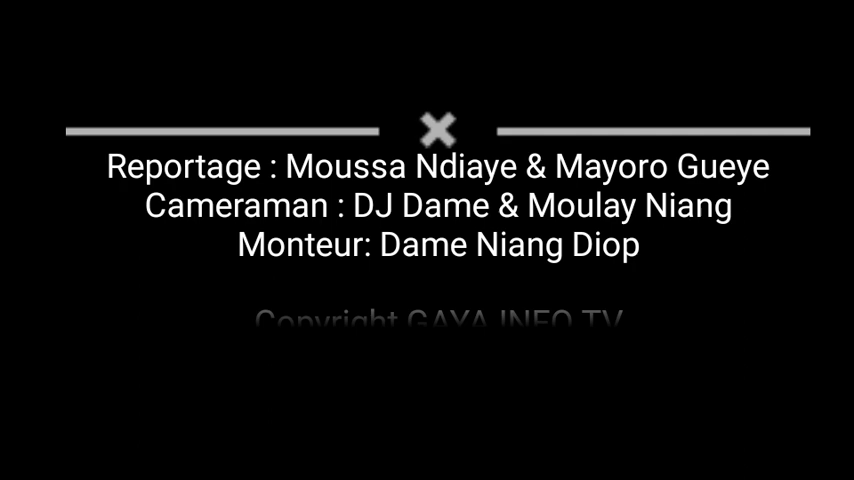 Reportage : Moussa Ndiaye & Mayoro Gueye
Cameraman : DJ Dame & Moulay Niang
Monteur: Dame Niang Diop
Copyright GAYA INFO TV